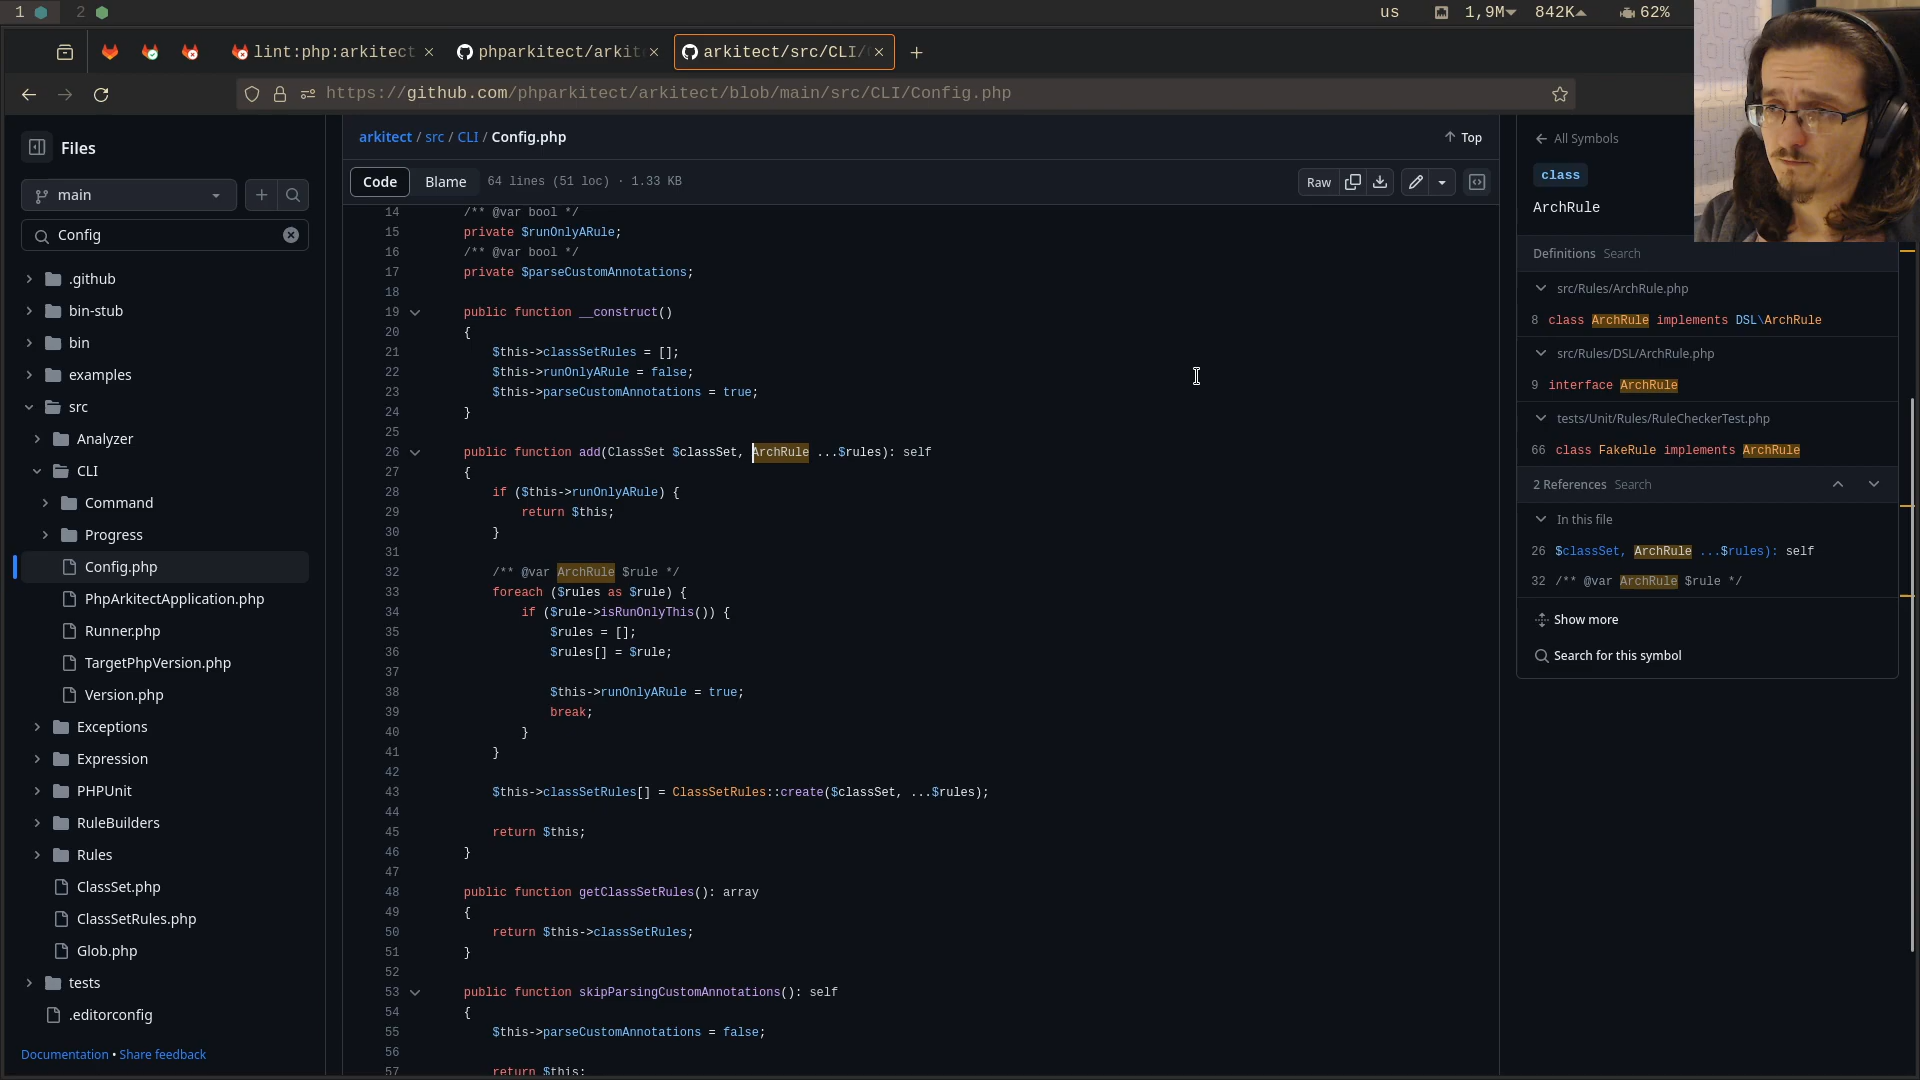 1 2 us 1,9M 842K 62%
lint:php:arkitect phparkitect/arkit arkitect/src/CLI/
https://github.com/phparkitect/arkitect/blob/main/src/CLI/Config.php
Files
main
Config
.github
bin-stub
bin
examples
src
Analyzer
CLI
Command
Progress
Config.php
PhpArkitectApplication.php
Runner.php
TargetPhpVersion.php
Version.php
Exceptions
Expression
PHPUnit
RuleBuilders
Rules
ClassSet.php
ClassSetRules.php
Glob.php
tests
.editorconfig
Documentation • Share feedback
arkitect / src / CLI / Config.php
Top
Code Blame 64 lines (51 loc) · 1.33 KB Raw
14 /** @var bool */
15 private $runOnlyARule;
16 /** @var bool */
17 private $parseCustomAnnotations;
18
19 public function __construct()
20 {
21 $this->classSetRules = [];
22 $this->runOnlyARule = false;
23 $this->parseCustomAnnotations = true;
24 }
25
26 public function add(ClassSet $classSet, ArchRule ...$rules): self
27 {
28 if ($this->runOnlyARule) {
29 return $this;
30 }
31
32 /** @var ArchRule $rule */
33 foreach ($rules as $rule) {
34 if ($rule->isRunOnlyThis()) {
35 $rules = [];
36 $rules[] = $rule;
37
38 $this->runOnlyARule = true;
39 break;
40 }
41 }
42
43 $this->classSetRules[] = ClassSetRules::create($classSet, ...$rules);
44
45 return $this;
46 }
47
48 public function getClassSetRules(): array
49 {
50 return $this->classSetRules;
51 }
52
53 public function skipParsingCustomAnnotations(): self
54 {
55 $this->parseCustomAnnotations = false;
56
57 return $this;
All Symbols
class
ArchRule
Definitions Search
src/Rules/ArchRule.php
8 class ArchRule implements DSL\ArchRule
src/Rules/DSL/ArchRule.php
9 interface ArchRule
tests/Unit/Rules/RuleCheckerTest.php
66 class FakeRule implements ArchRule
2 References Search
In this file
26 $classSet, ArchRule ...$rules): self
32 /** @var ArchRule $rule */
Show more
Search for this symbol